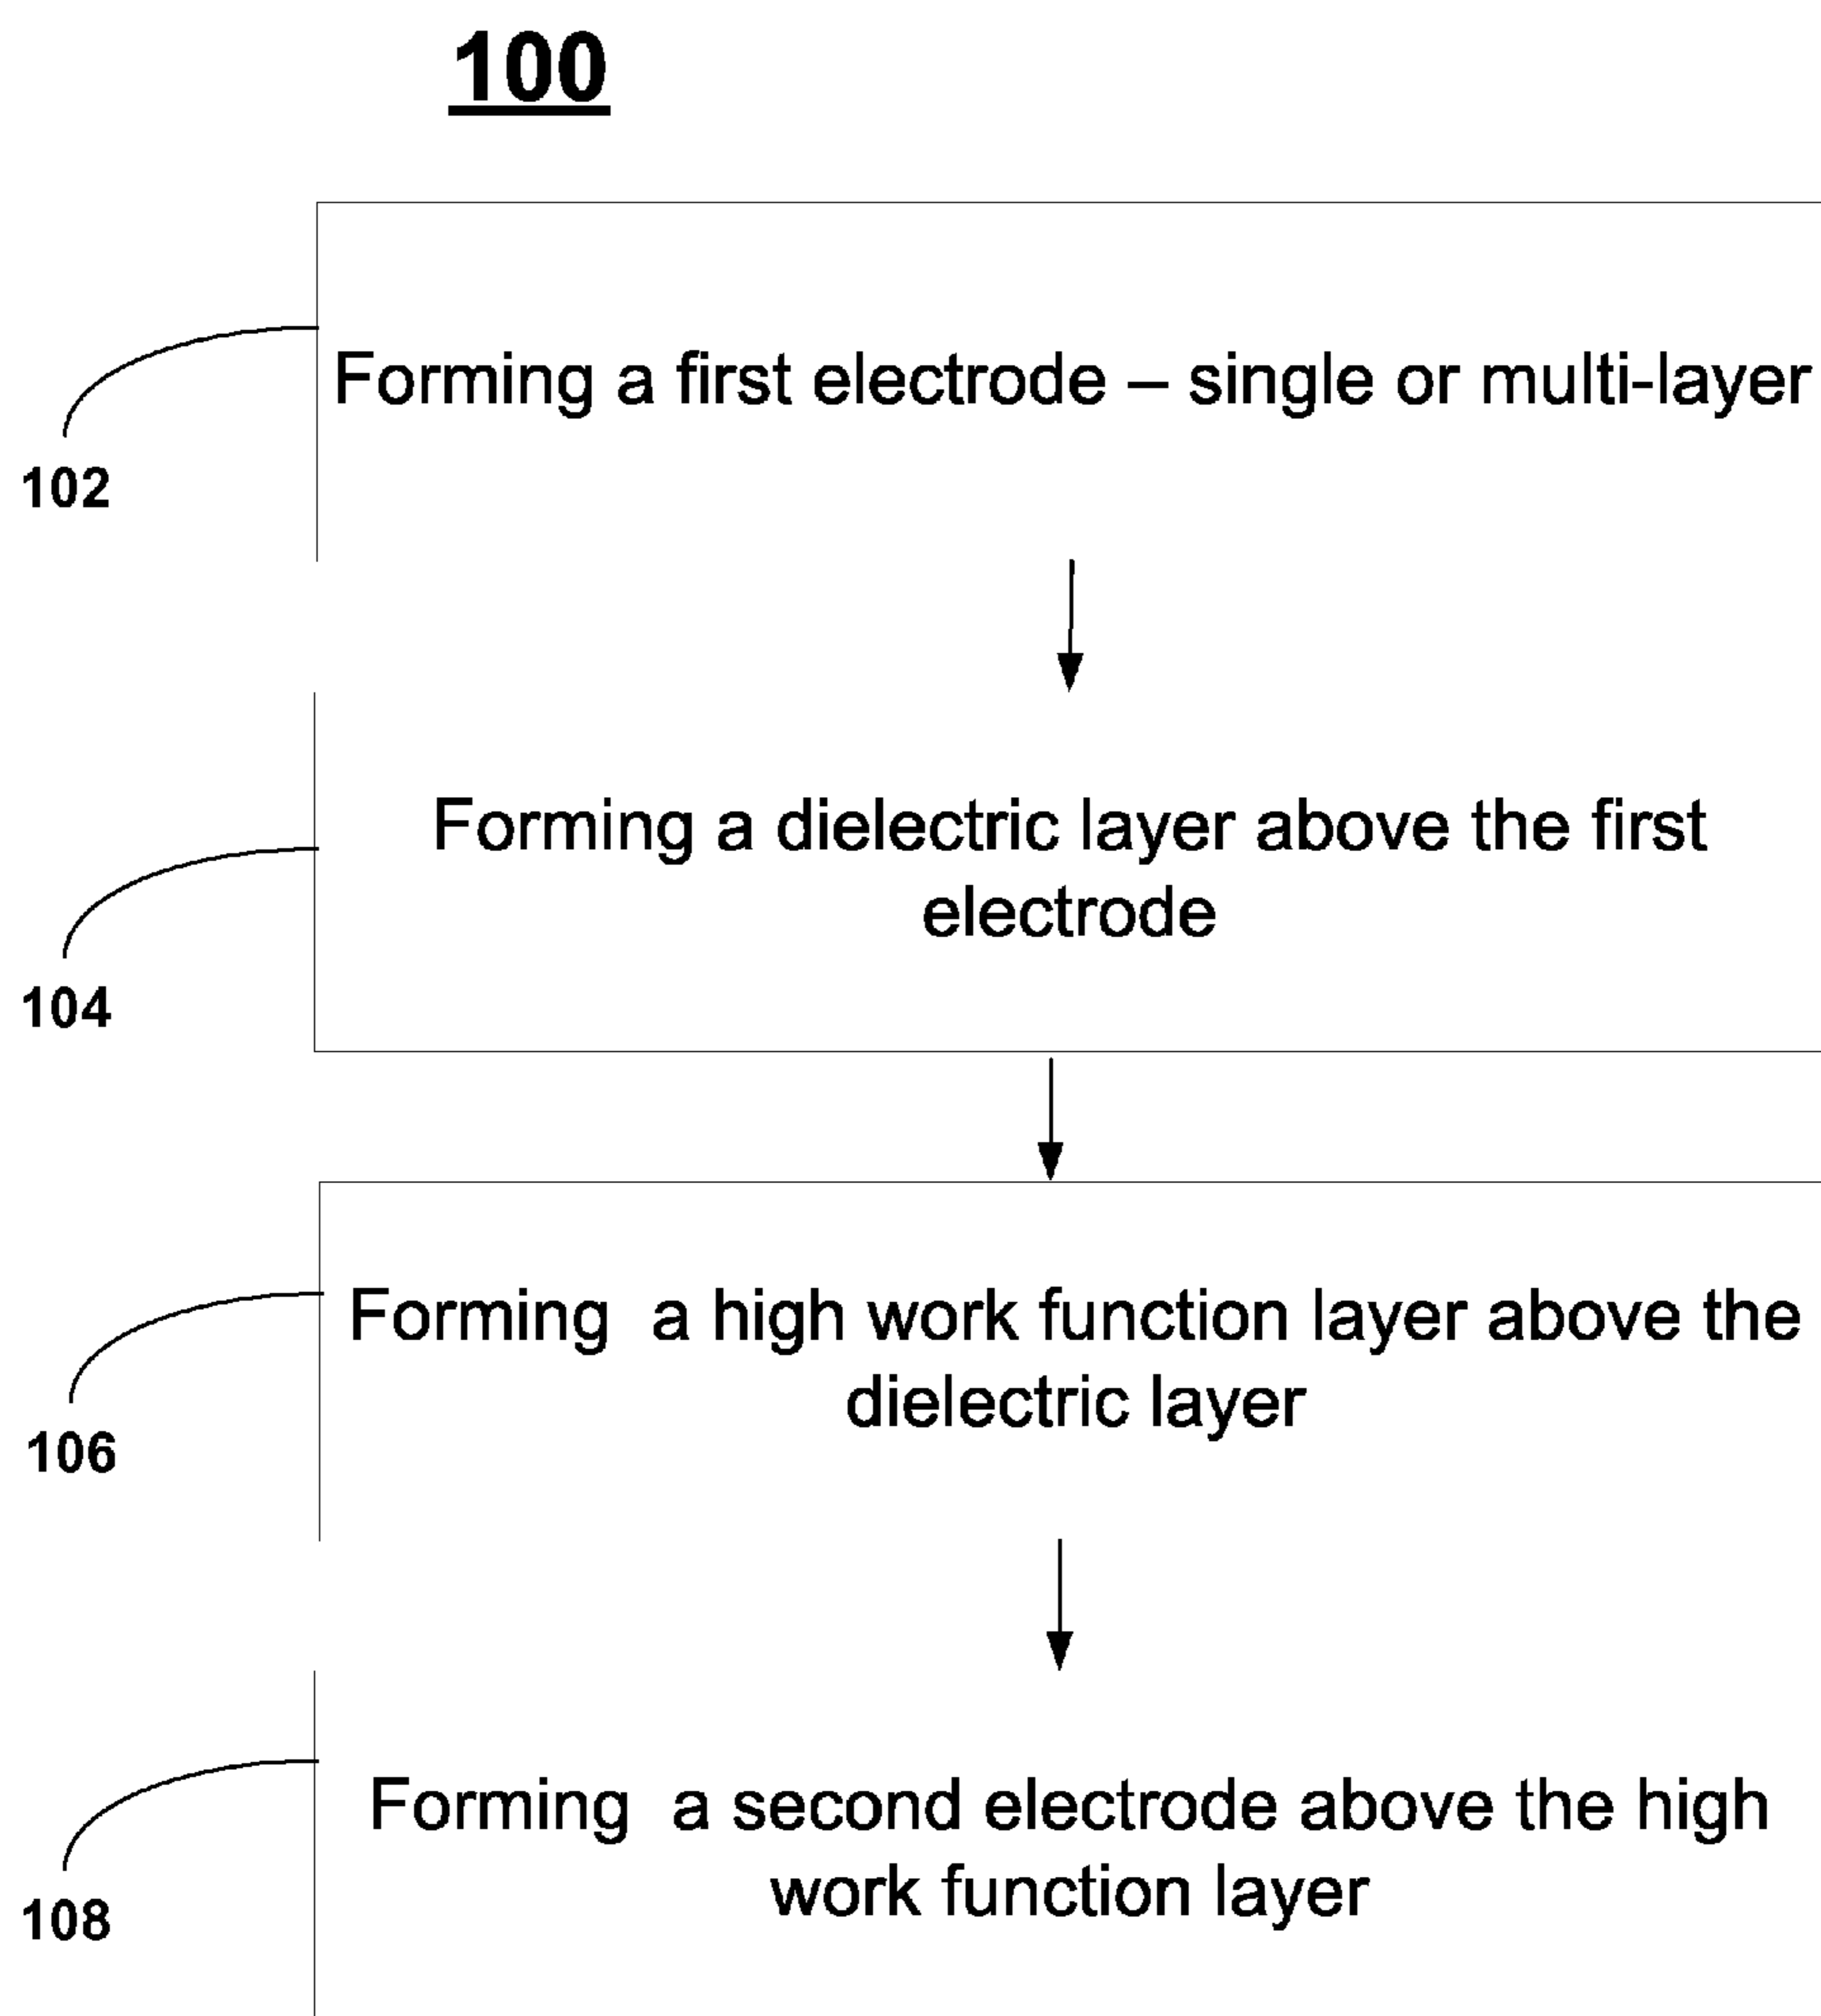 100
Forming a first electrode – single or multi-layer
102
Forming a dielectric layer above the first
electrode
104
Forming a high work function layer above the
dielectric layer
106
Forming a second electrode above the high
work function layer
108